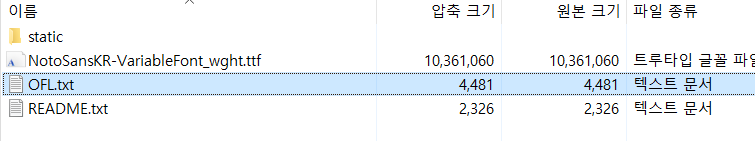 이름 압축 크기 원본 크기 파일 종류
static
NotoSansKR-VariableFont_wght.ttf 10,361,060 10,361,060 트루타입 글꼴 파일
OFL.txt 4,481 4,481 텍스트 문서
README.txt 2,326 2,326 텍스트 문서